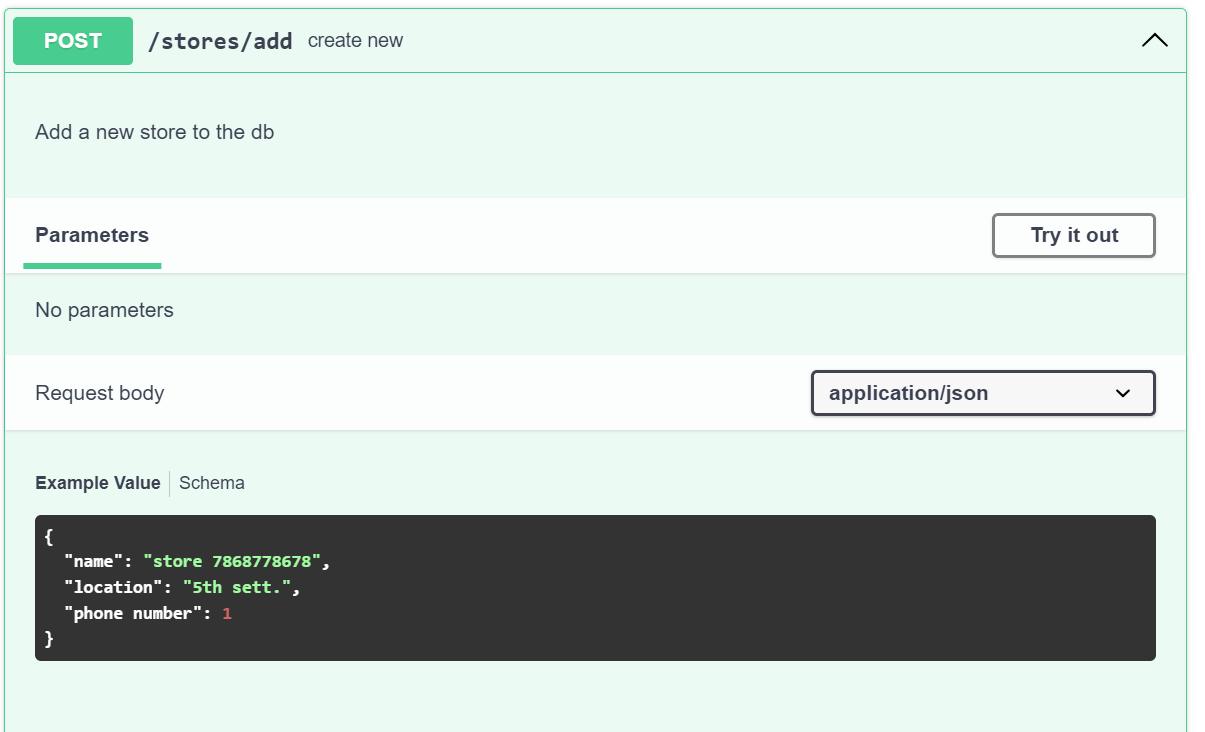 POST /stores/add create new
Add a new store to the db
Parameters Try it out
No parameters
Request body application/json
Example Value Schema
{
"name": "store 7868778678",
"location": "5th sett.",
"phone number": 1
}